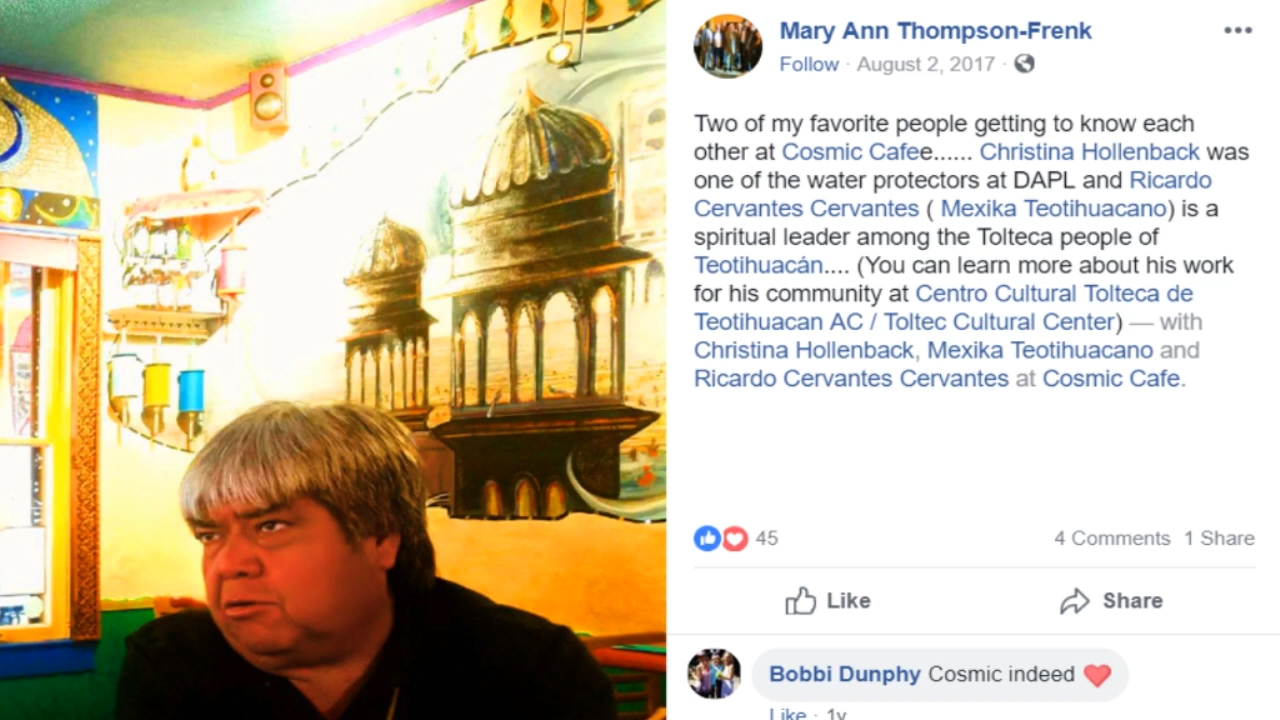 Mary Ann Thompson-Frenk
Follow · August 2, 2017 ·
Two of my favorite people getting to know each
other at Cosmic Cafee...... Christina Hollenback was
one of the water protectors at DAPL and Ricardo
Cervantes Cervantes ( Mexika Teotihuacano) is a
spiritual leader among the Tolteca people of
Teotihuacán.... (You can learn more about his work
for his community at Centro Cultural Tolteca de
Teotihuacan AC / Toltec Cultural Center) — with
Christina Hollenback, Mexika Teotihuacano and
Ricardo Cervantes Cervantes at Cosmic Cafe.
45 4 Comments 1 Share
Like Share
Bobbi Dunphy Cosmic indeed ❤
Like · 1y